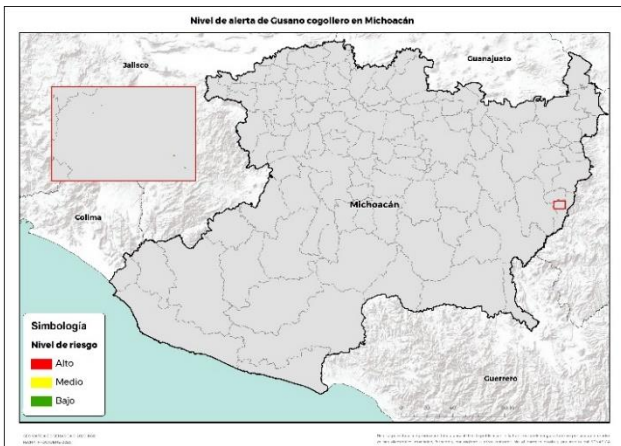 Nivel de alerta de Gusano cogollero en Michoacán
Jalisco
Guanajuato
Colima
Michoacán
Guerrero
Simbología
Nivel de riesgo
Alto
Medio
Bajo